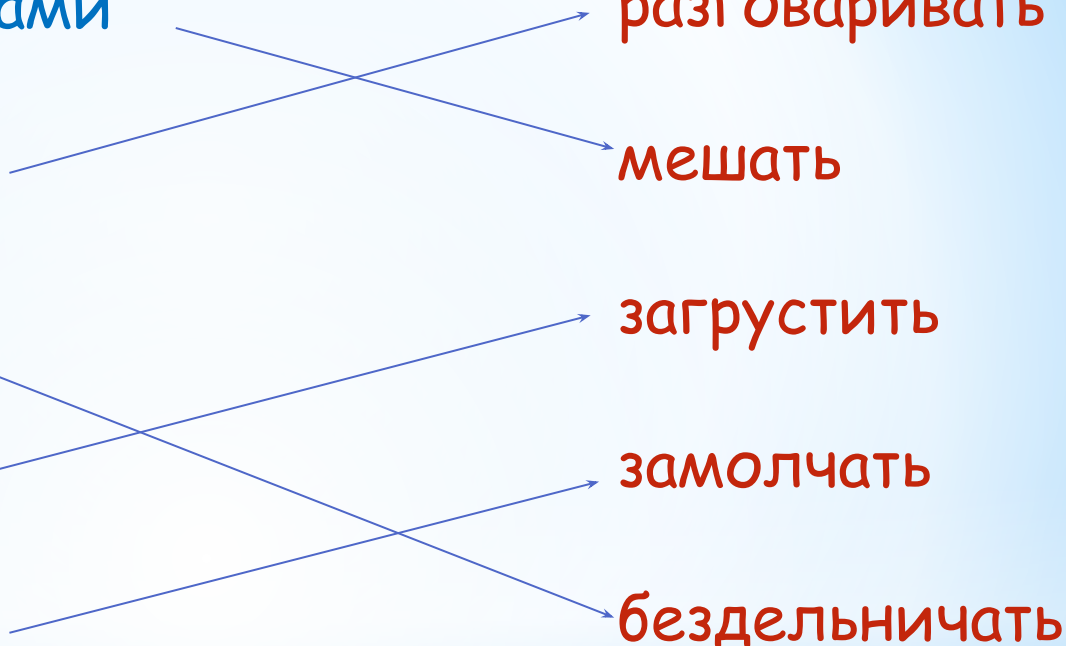 ами разговаривать
мешать
загрустить
замолчать
бездельничать